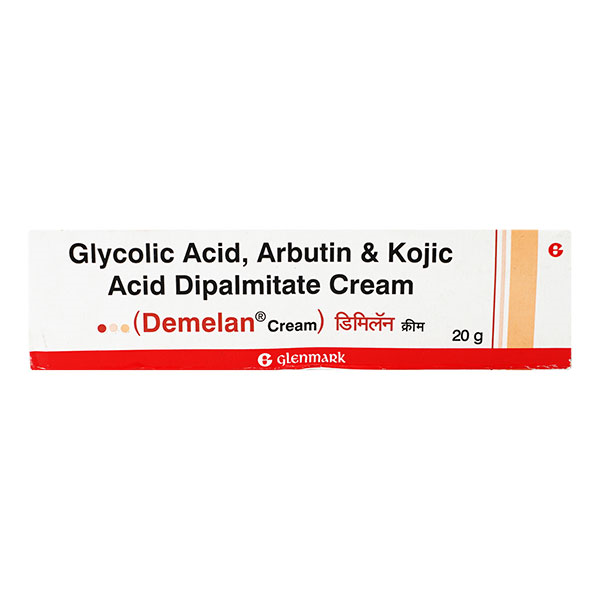 Glycolic Acid, Arbutin & Kojic
Acid Dipalmitate Cream
(Demelan® Cream) डिमिलॅन क्रीम
20 g
GLENMARK